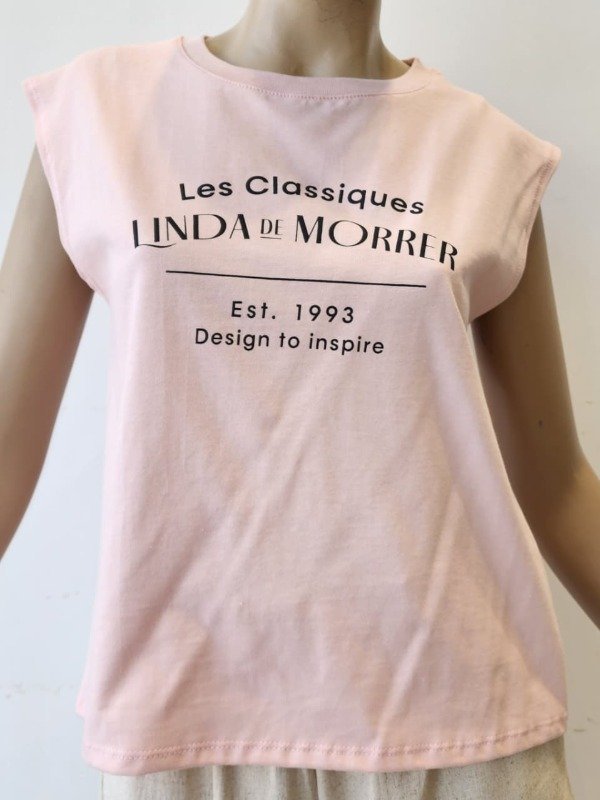 Les Classiques
LINDA DE MORRER
Est. 1993
Design to inspire